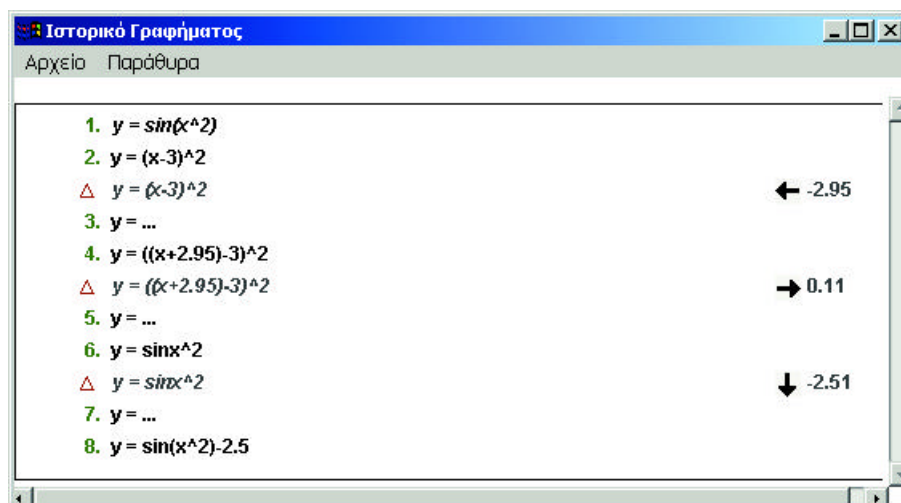 Ιστορικό Γραφήματος
Αρχείο Παράθυρα
1. y = sin(x^2)
2. y = (x-3)^2
Δ y = (x-3)^2 ← -2.95
3. y = ...
4. y = ((x+2.95)-3)^2
Δ y = ((x+2.95)-3)^2 → 0.11
5. y = ...
6. y = sinx^2
Δ y = sinx^2 ↓ -2.51
7. y = ...
8. y = sin(x^2)-2.5